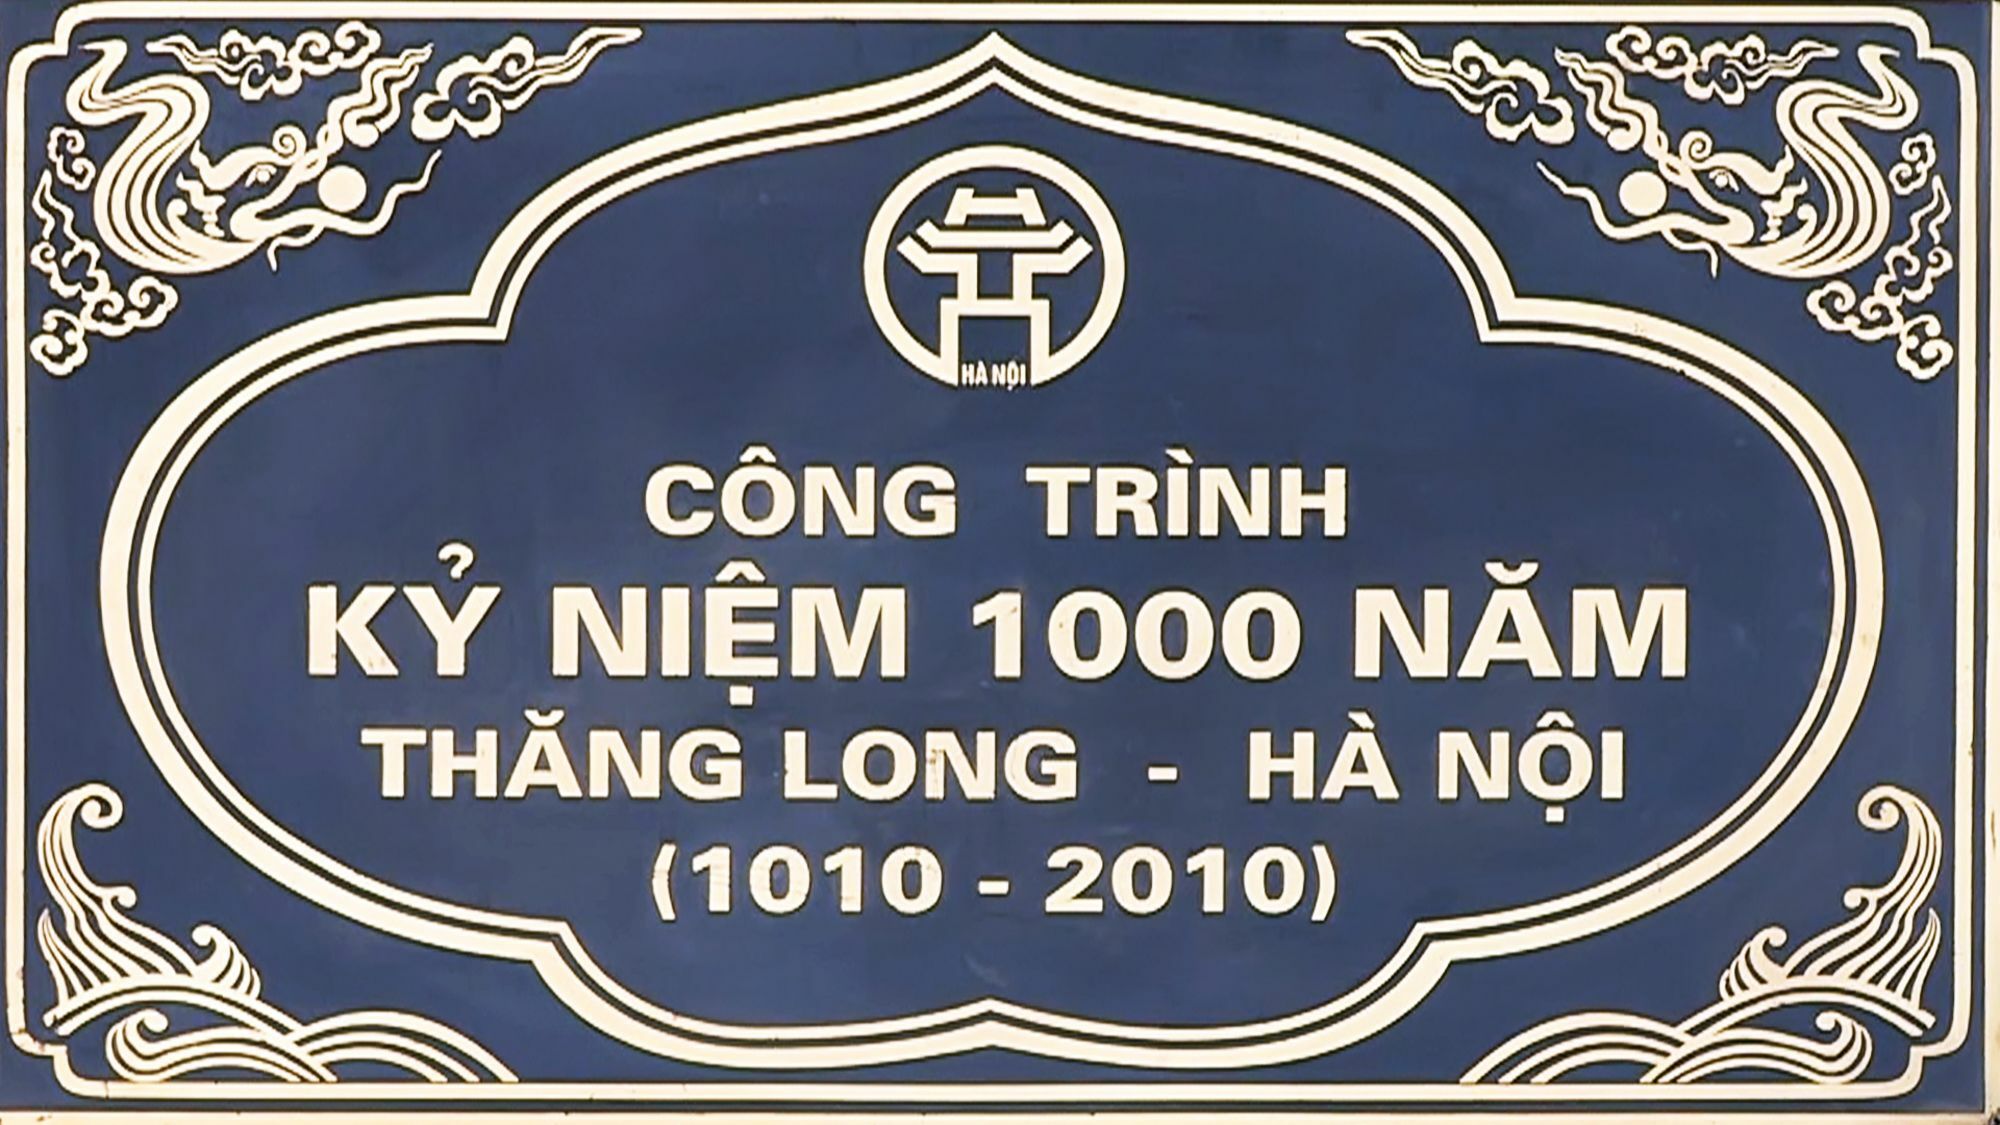 HÀ NỘI
CÔNG TRÌNH
KỶ NIỆM 1000 NĂM
THĂNG LONG - HÀ NỘI
(1010 - 2010)